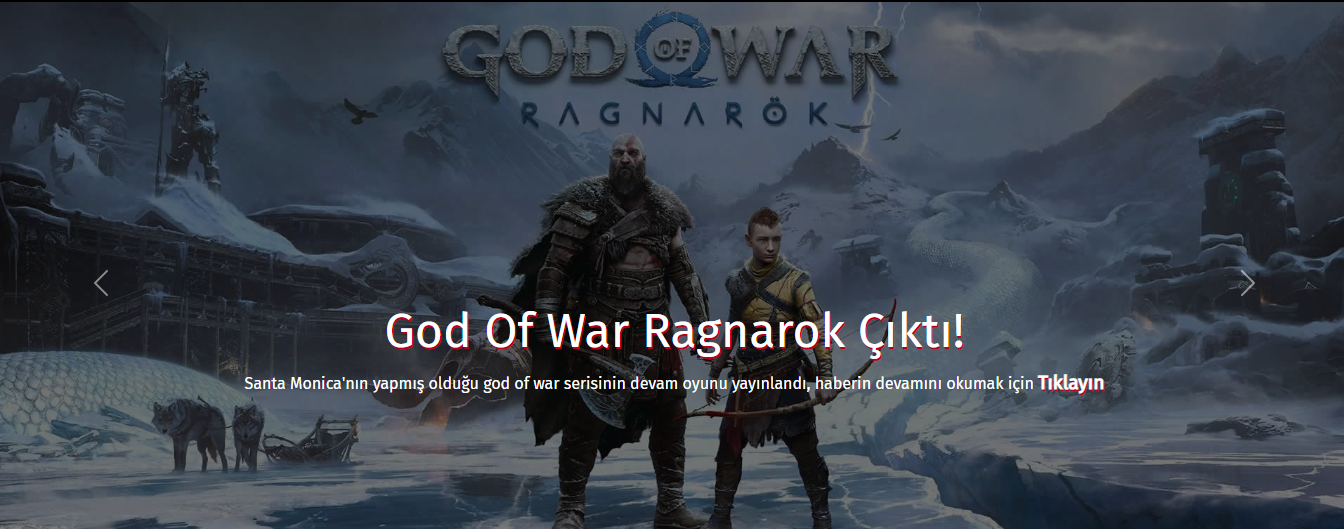 GOD OF WAR
RAGNARÖK
God Of War Ragnarok Çıktı!
Santa Monica'nın yapmış olduğu god of war serisinin devam oyunu yayınlandı, haberin devamını okumak için Tıklayın